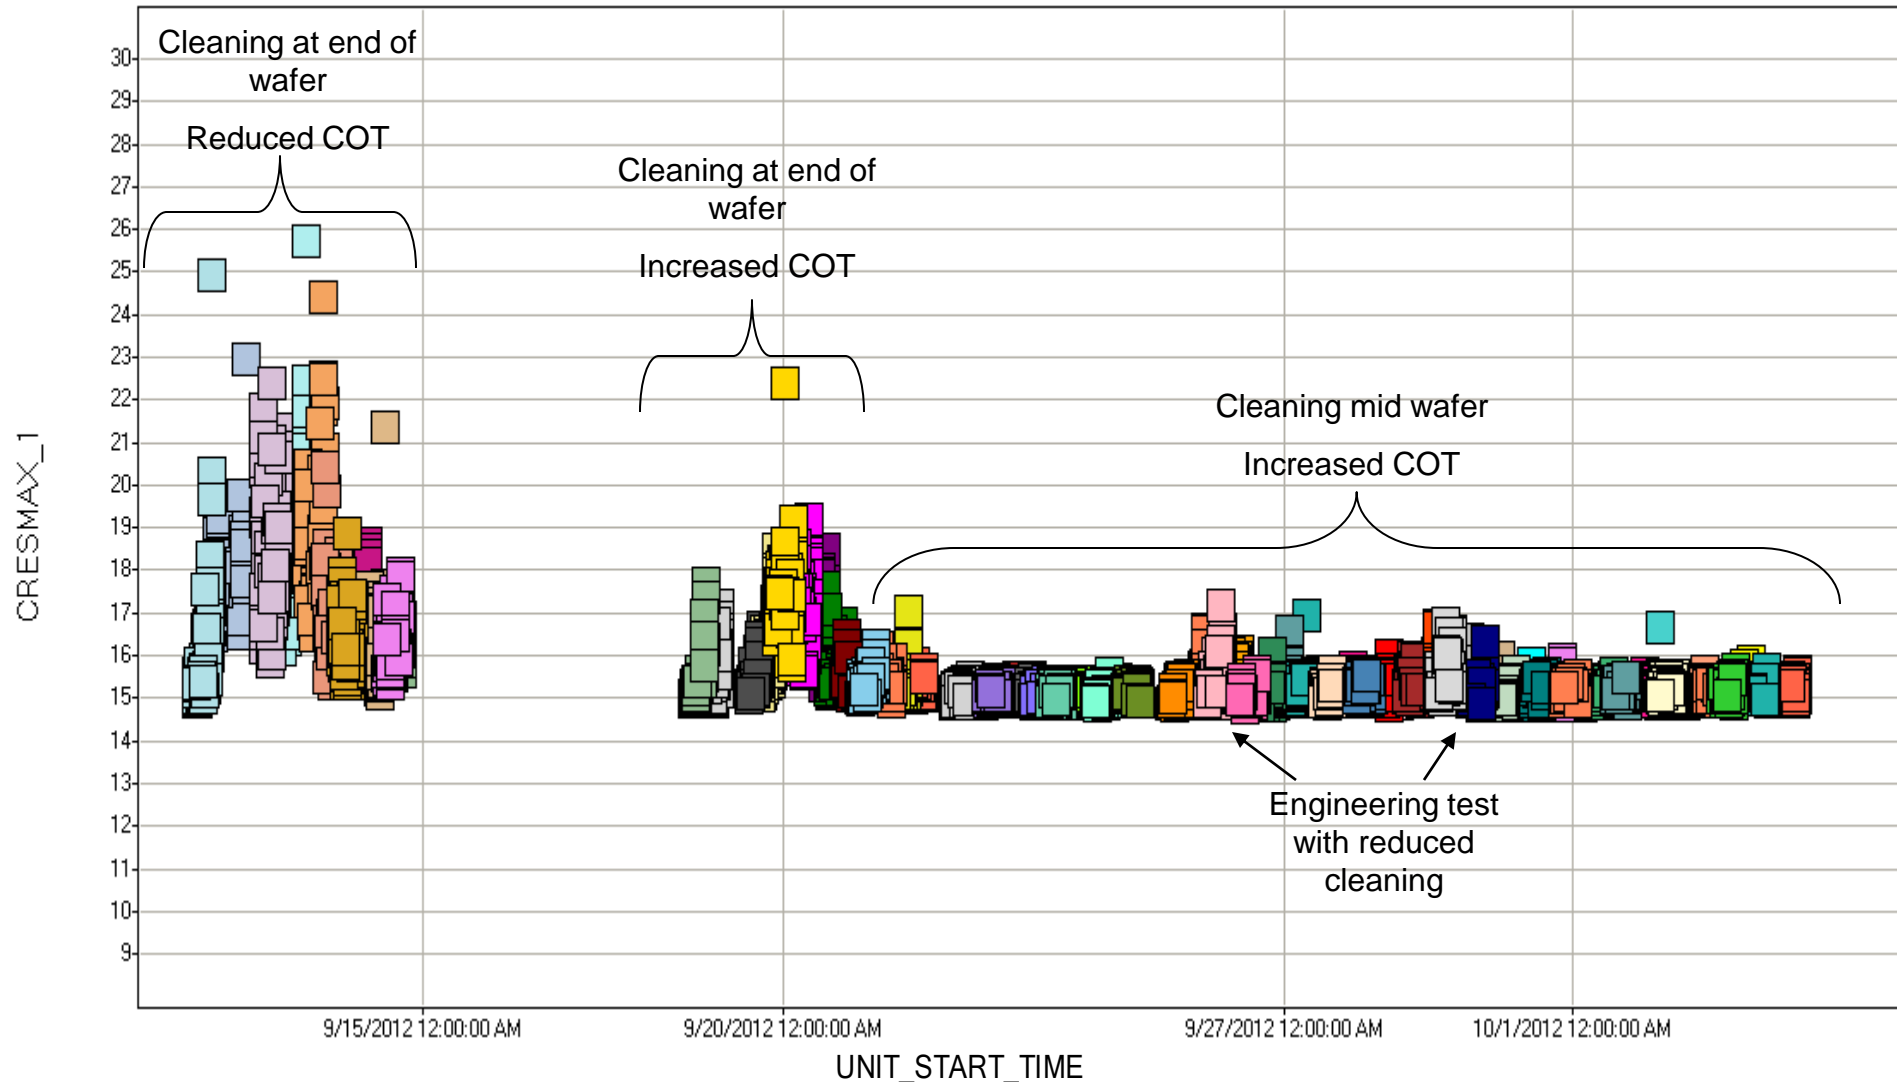 Cleaning at end of
wafer
Reduced COT
Cleaning at end of
wafer
Increased COT
Cleaning mid wafer
Increased COT
Engineering test
with reduced
cleaning
CRESMAX_1
30
29
28
27
26
25
24
23
22
21
20
19
18
17
16
15
14
13
12
11
10
9
9/15/2012 12:00:00 AM
9/20/2012 12:00:00 AM
9/27/2012 12:00:00 AM
10/1/2012 12:00:00 AM
UNIT_START_TIME